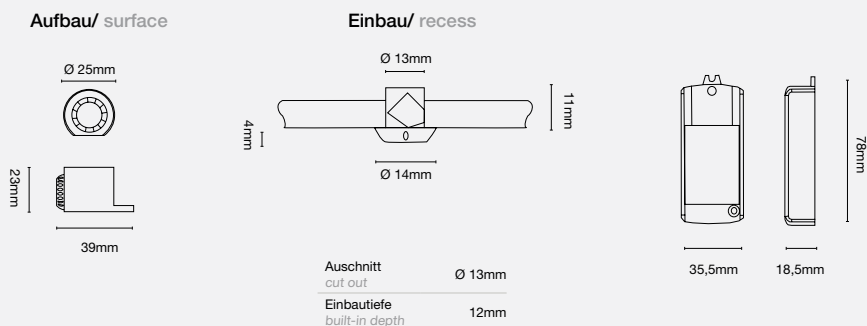 Aufbau/ surface
Ø 25mm
23mm
39mm
Einbau/ recess
Ø 13mm
11mm
4mm
Ø 14mm
Auschnitt
cut out
Ø 13mm
Einbautiefe
built-in depth
12mm
78mm
35,5mm
18,5mm